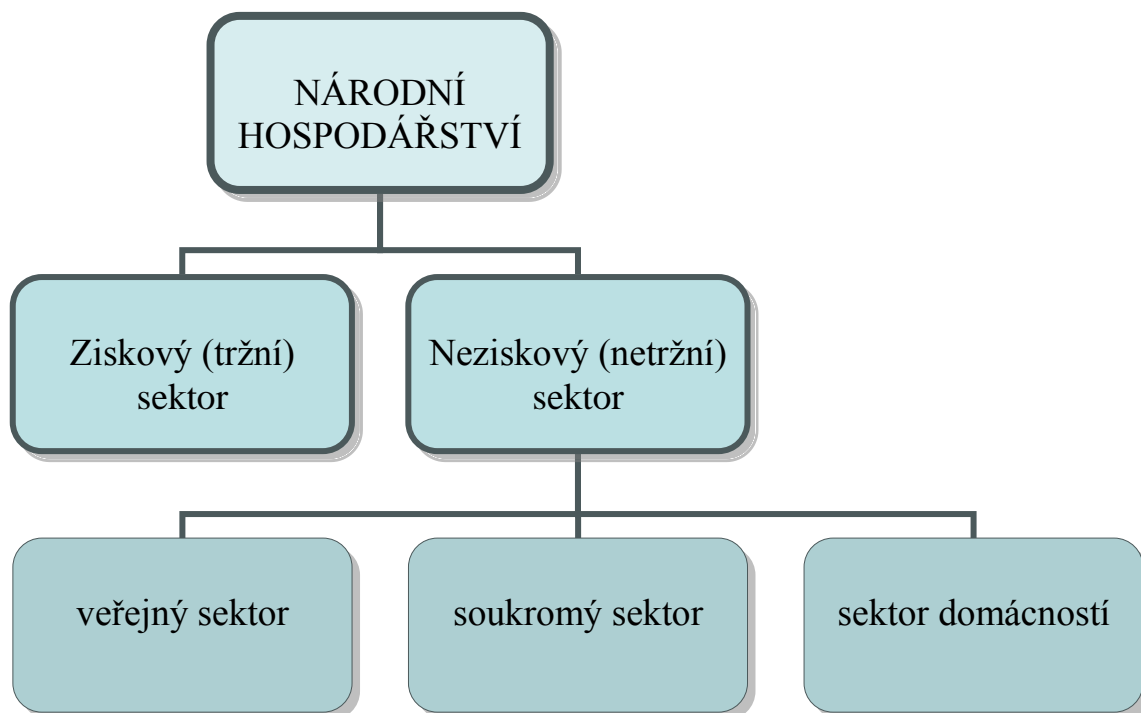 NÁRODNÍ
HOSPODÁŘSTVÍ
Ziskový (tržní)
sektor
Neziskový (netržní)
sektor
veřejný sektor
soukromý sektor
sektor domácností